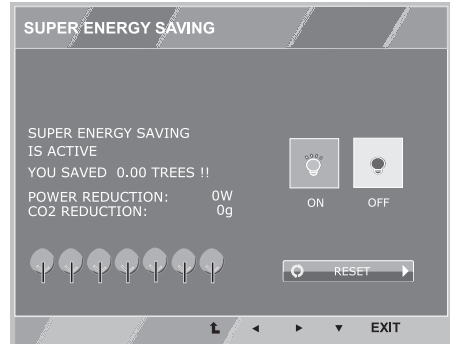 SUPER ENERGY SAVING
SUPER ENERGY SAVING
IS ACTIVE
YOU SAVED 0.00 TREES !!
POWER REDUCTION: 0W
CO2 REDUCTION: 0g
ON OFF
RESET
EXIT